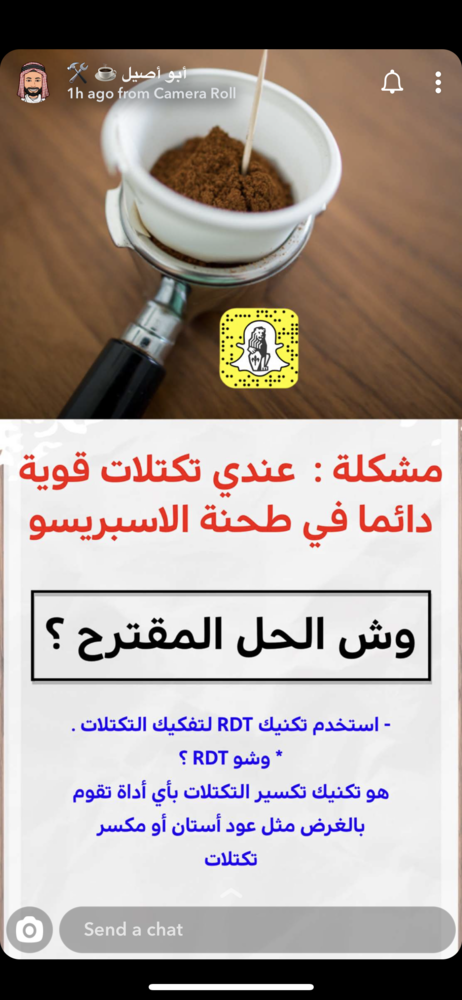 أبو أصيل ☕ 🛠️
1h ago from Camera Roll
مشكلة : عندي تكتلات قوية
دائما في طحنة الاسبريسو
وش الحل المقترح ؟
- استخدم تكنيك RDT لتفكيك التكتلات .
* وشو RDT ؟
هو تكنيك تكسير التكتلات بأي أداة تقوم
بالغرض مثل عود أستان أو مكسر
تكتلات
Send a chat